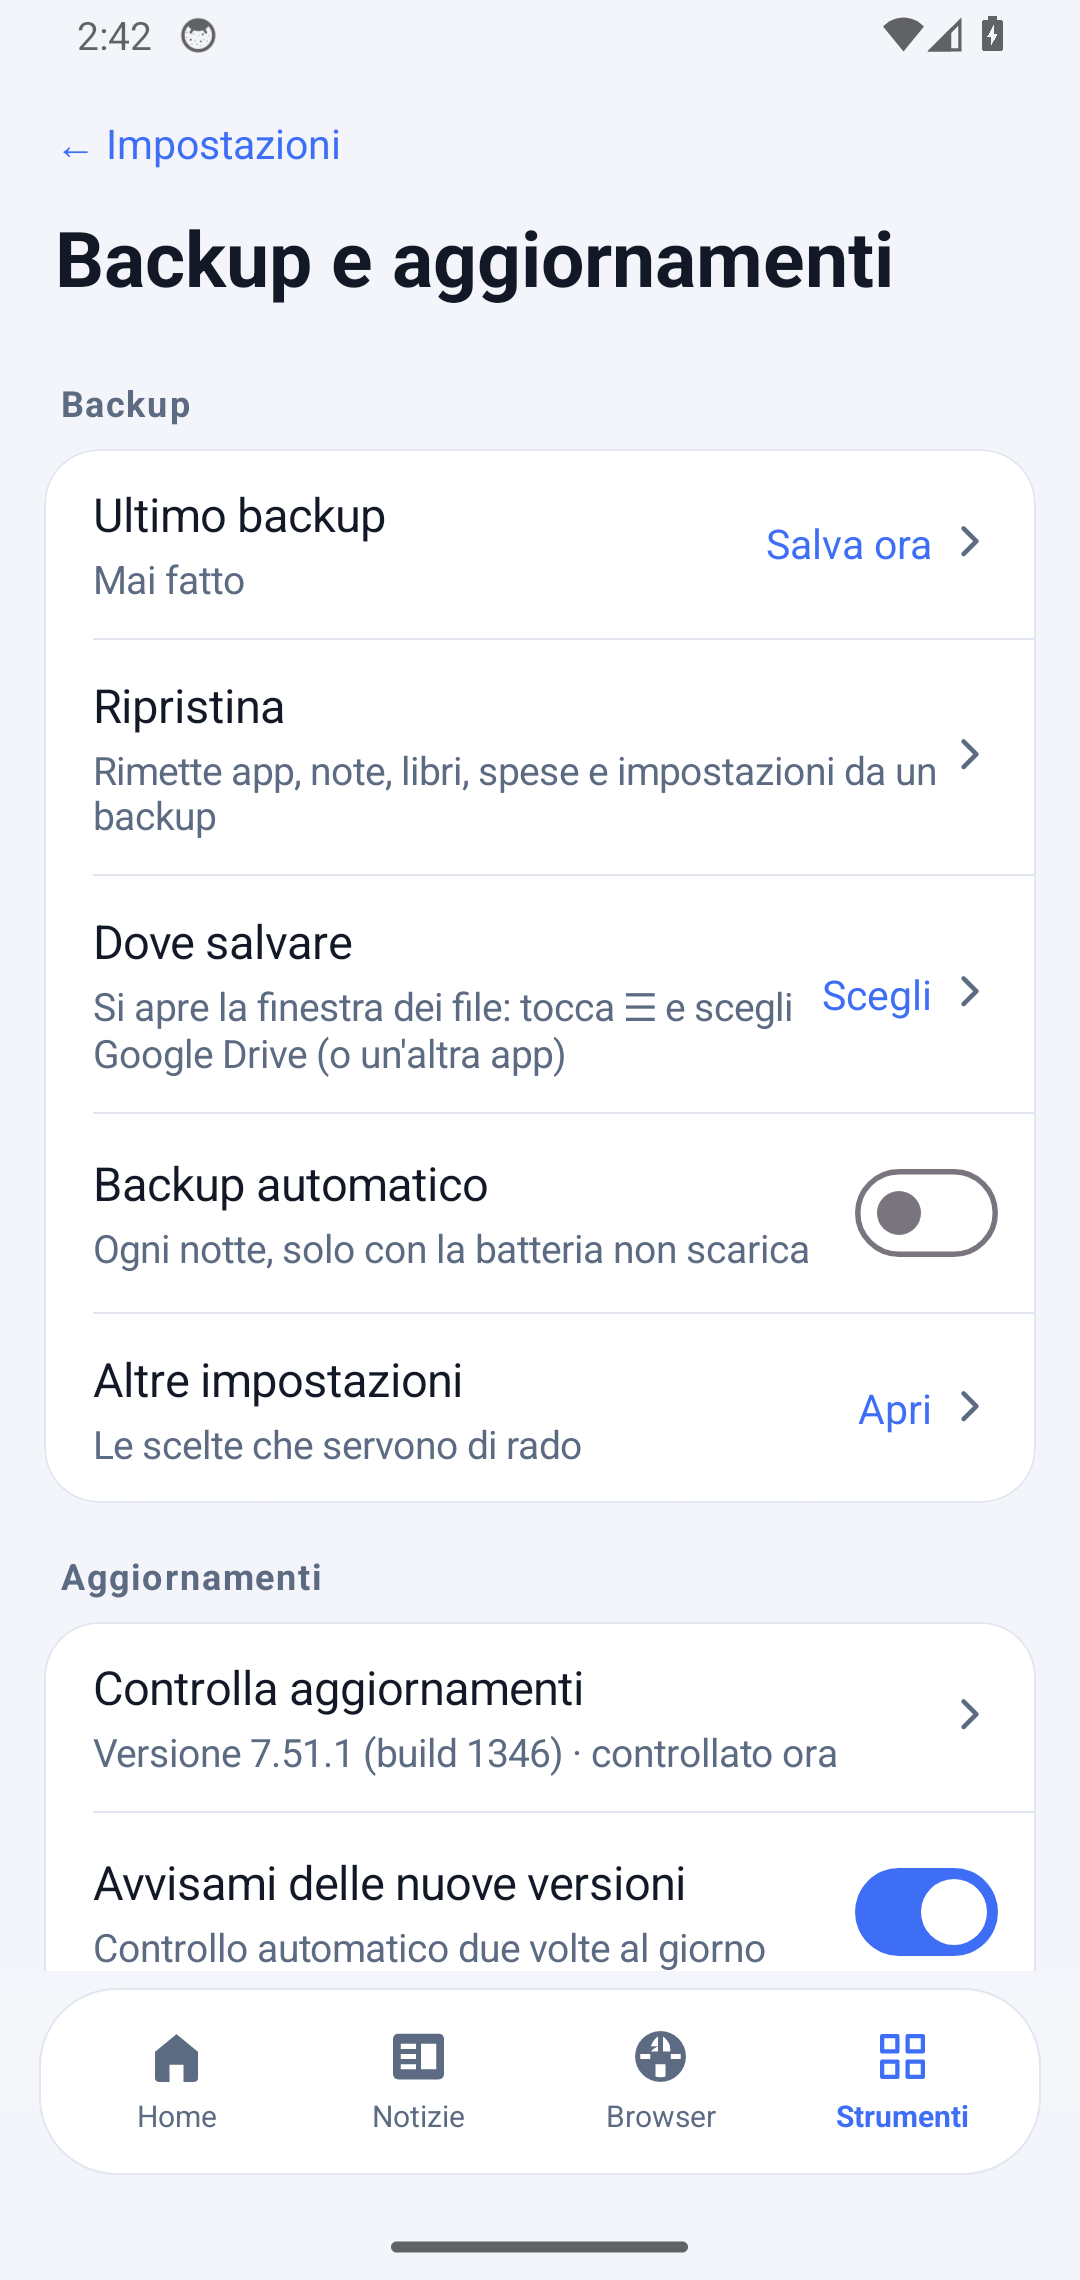 2:42
← Impostazioni
Backup e aggiornamenti
Backup
Ultimo backup
Mai fatto
Salva ora
Ripristina
Rimette app, note, libri, spese e impostazioni da un
backup
Dove salvare
Si apre la finestra dei file: tocca ☰ e scegli
Google Drive (o un'altra app)
Scegli
Backup automatico
Ogni notte, solo con la batteria non scarica
Altre impostazioni
Le scelte che servono di rado
Apri
Aggiornamenti
Controlla aggiornamenti
Versione 7.51.1 (build 1346) · controllato ora
Avvisami delle nuove versioni
Controllo automatico due volte al giorno
Home
Notizie
Browser
Strumenti